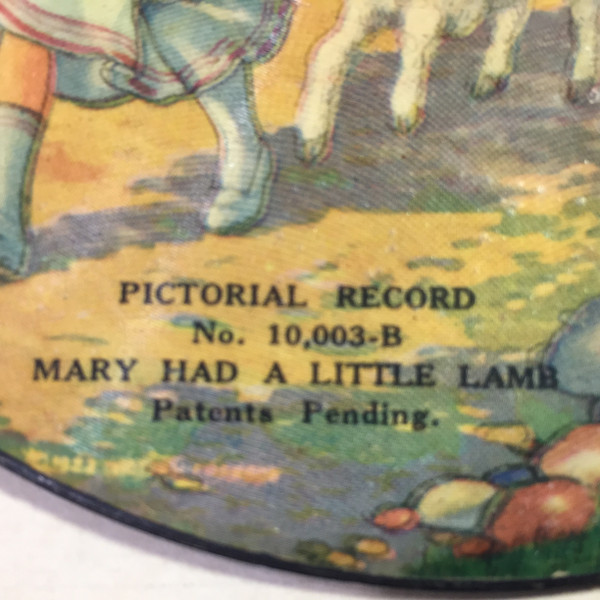 PICTORIAL RECORD
No. 10,003-B
MARY HAD A LITTLE LAMB
Patents Pending.